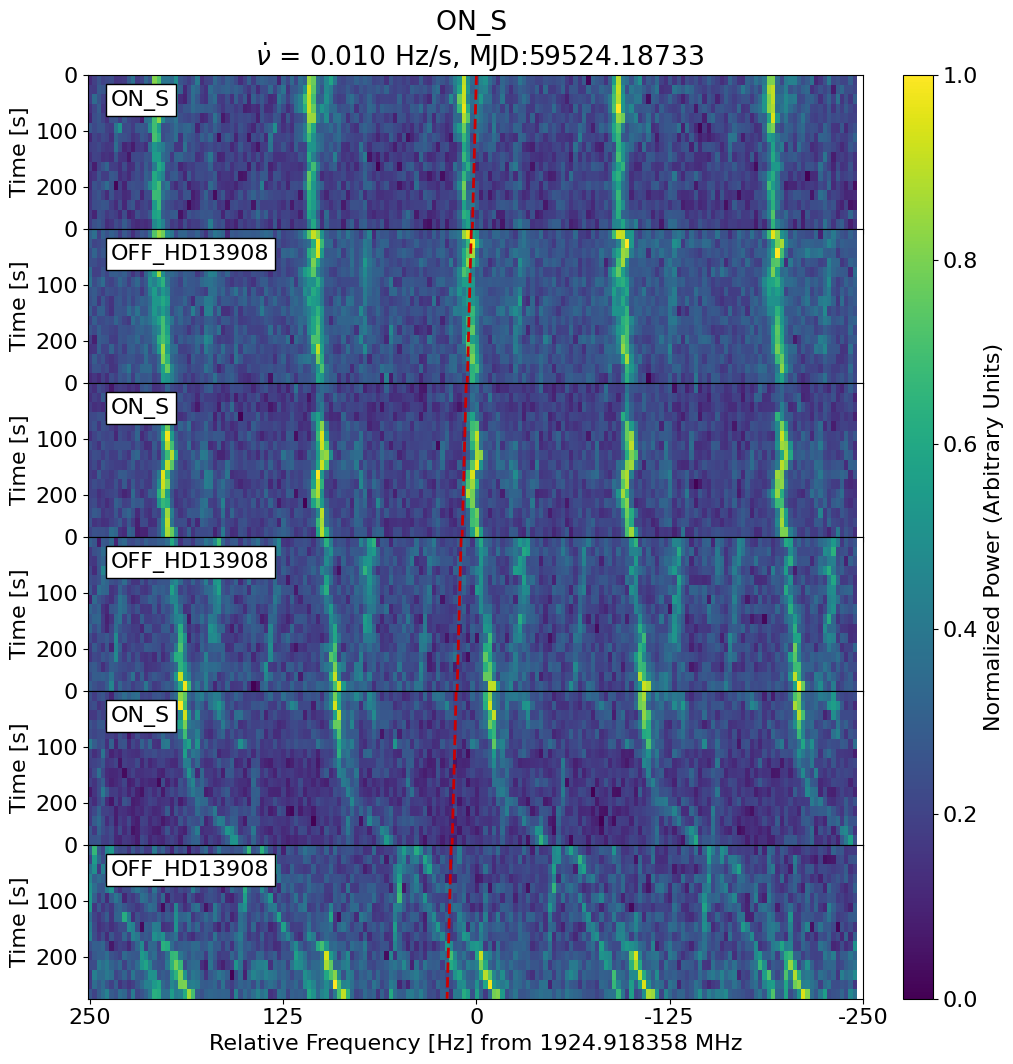 ON_S
ν̇ = 0.010 Hz/s, MJD:59524.18733
0
100
200
Time [s]
ON_S
0
100
200
Time [s]
OFF_HD13908
0
100
200
Time [s]
ON_S
0
100
200
Time [s]
OFF_HD13908
0
100
200
Time [s]
ON_S
0
100
200
Time [s]
OFF_HD13908
250 125 0 -125 -250
Relative Frequency [Hz] from 1924.918358 MHz
1.0
0.8
0.6
0.4
0.2
0.0
Normalized Power (Arbitrary Units)